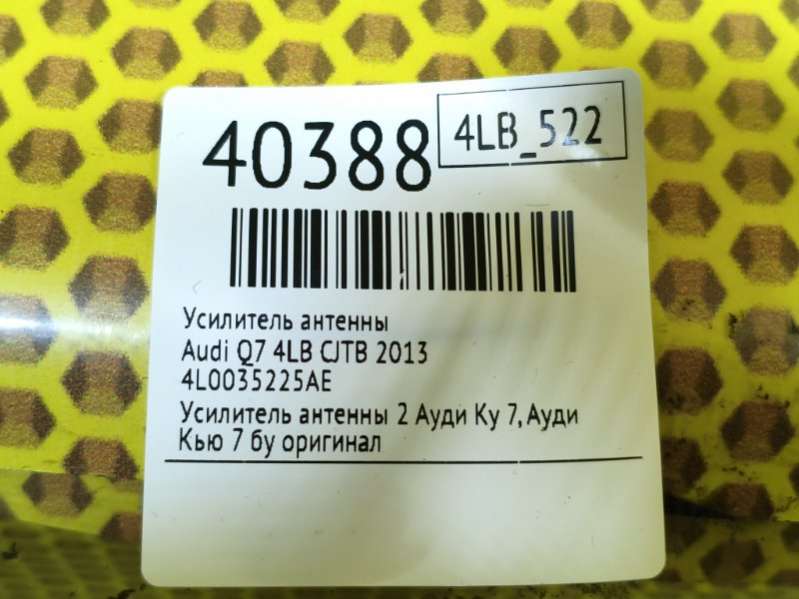 40388
4LB_522
Усилитель антенны
Audi Q7 4LB CJTB 2013
4L0035225AE
Усилитель антенны 2 Ауди Ку 7, Ауди
Кью 7 бу оригинал